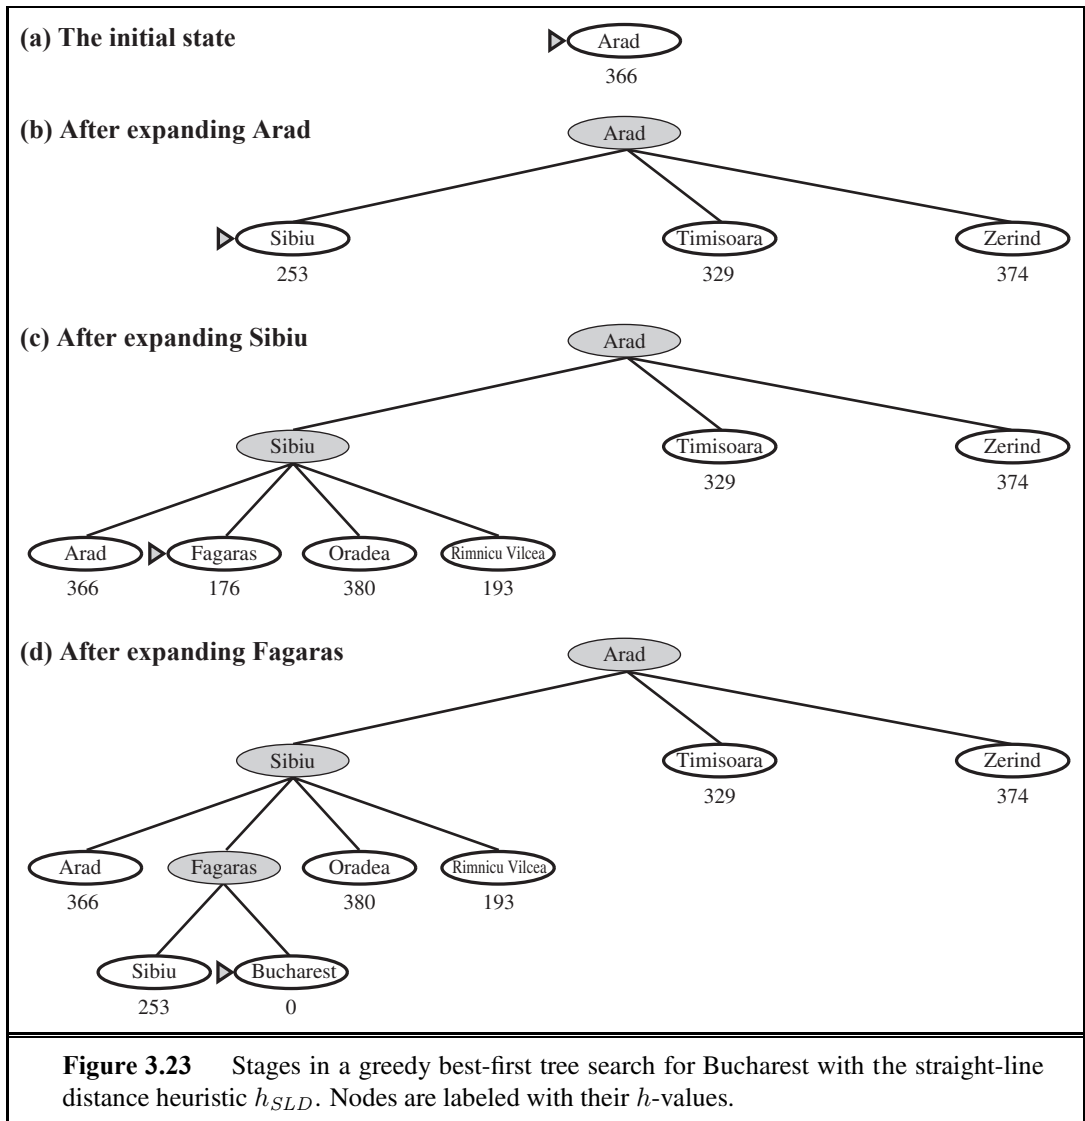 (a) The initial state
Arad
366
(b) After expanding Arad
Arad
Sibiu
Timisoara
Zerind
253
329
374
(c) After expanding Sibiu
Arad
Sibiu
Timisoara
Zerind
329
374
Arad
Fagaras
Oradea
Rimnicu Vilcea
366
176
380
193
(d) After expanding Fagaras
Arad
Sibiu
Timisoara
Zerind
329
374
Arad
Fagaras
Oradea
Rimnicu Vilcea
366
380
193
Sibiu
Bucharest
253
0
Figure 3.23 Stages in a greedy best-first tree search for Bucharest with the straight-line
distance heuristic hSLD. Nodes are labeled with their h-values.